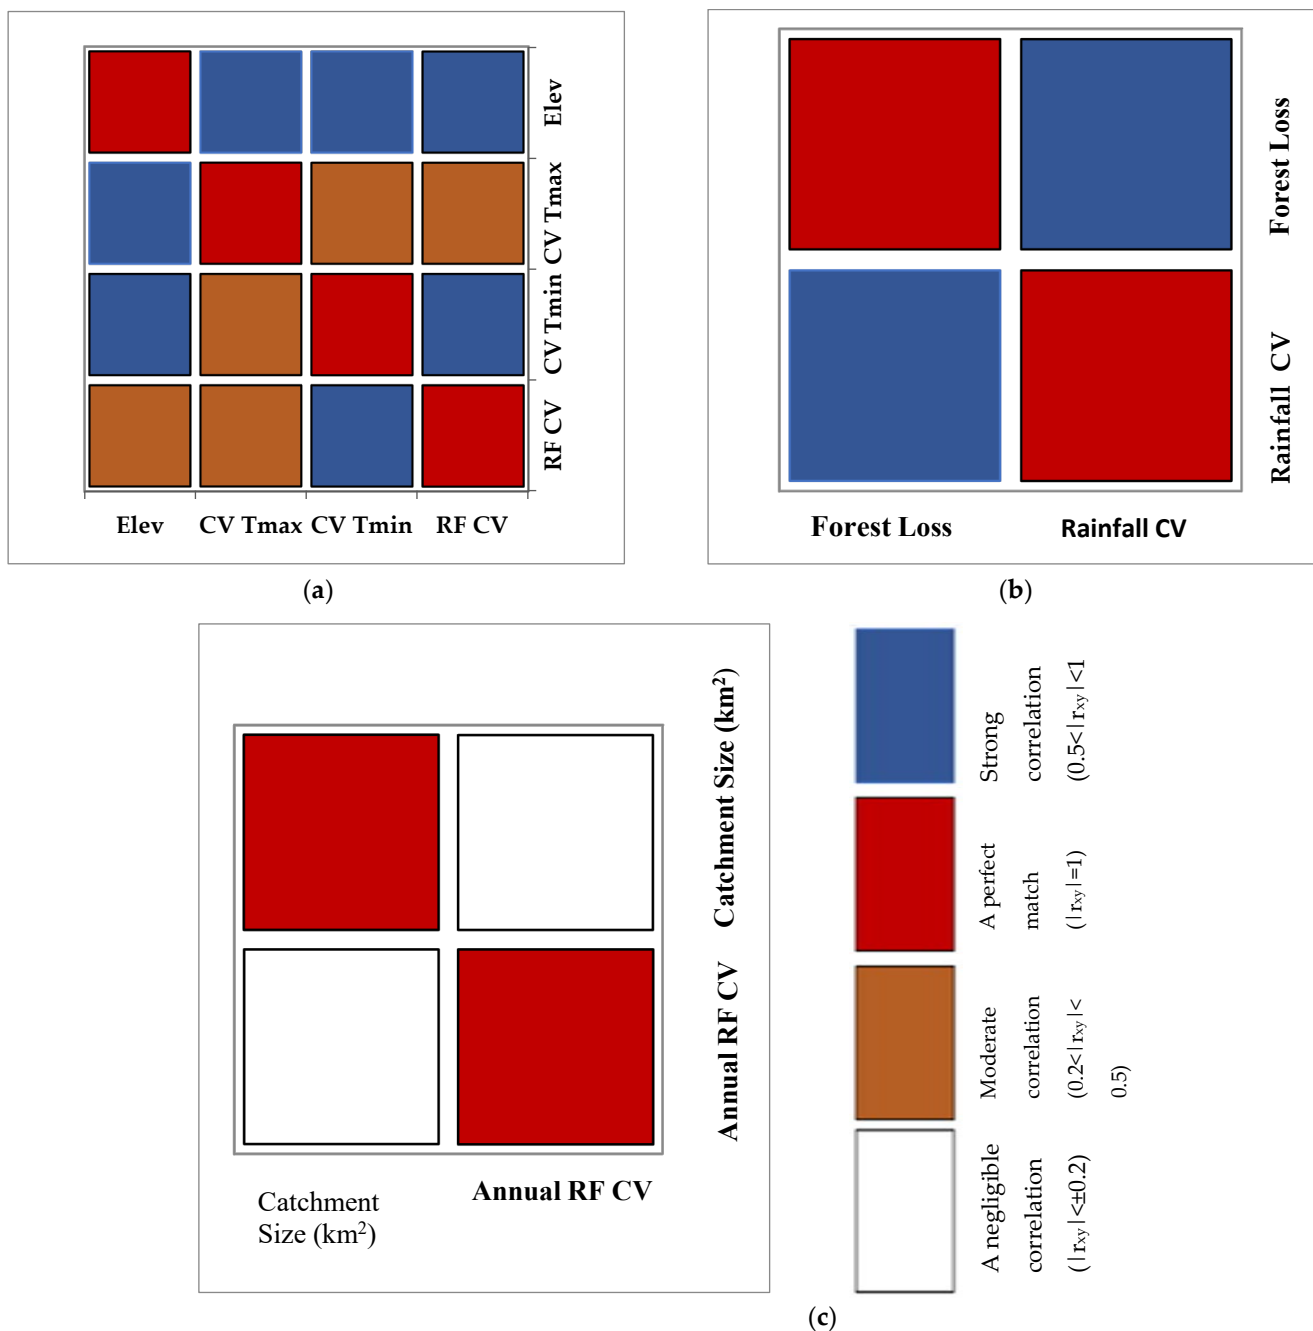 Elev
CV Tmax
CV Tmin
RF CV
Elev
CV Tmax
CV Tmin
RF CV
(a)
Forest Loss
Rainfall CV
Forest Loss
Rainfall CV
(b)
Catchment Size (km²)
Annual RF CV
Catchment
Size (km²)
Annual RF CV
Strong
correlation
(0.5<|rxy|<1
A perfect
match
(|rxy|=1)
Moderate
correlation
(0.2<|rxy|<
0.5)
A negligible
correlation
(|rxy|<±0.2)
(c)